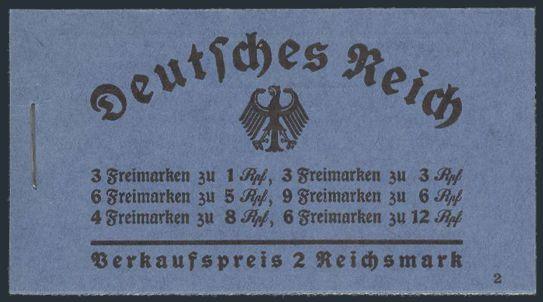 Deutsches Reich
3 Freimarken zu 1 Rpf, 3 Freimarken zu 3 Rpf
6 Freimarken zu 5 Rpf, 9 Freimarken zu 6 Rpf
4 Freimarken zu 8 Rpf, 6 Freimarken zu 12 Rpf
Verkaufspreis 2 Reichsmark
2